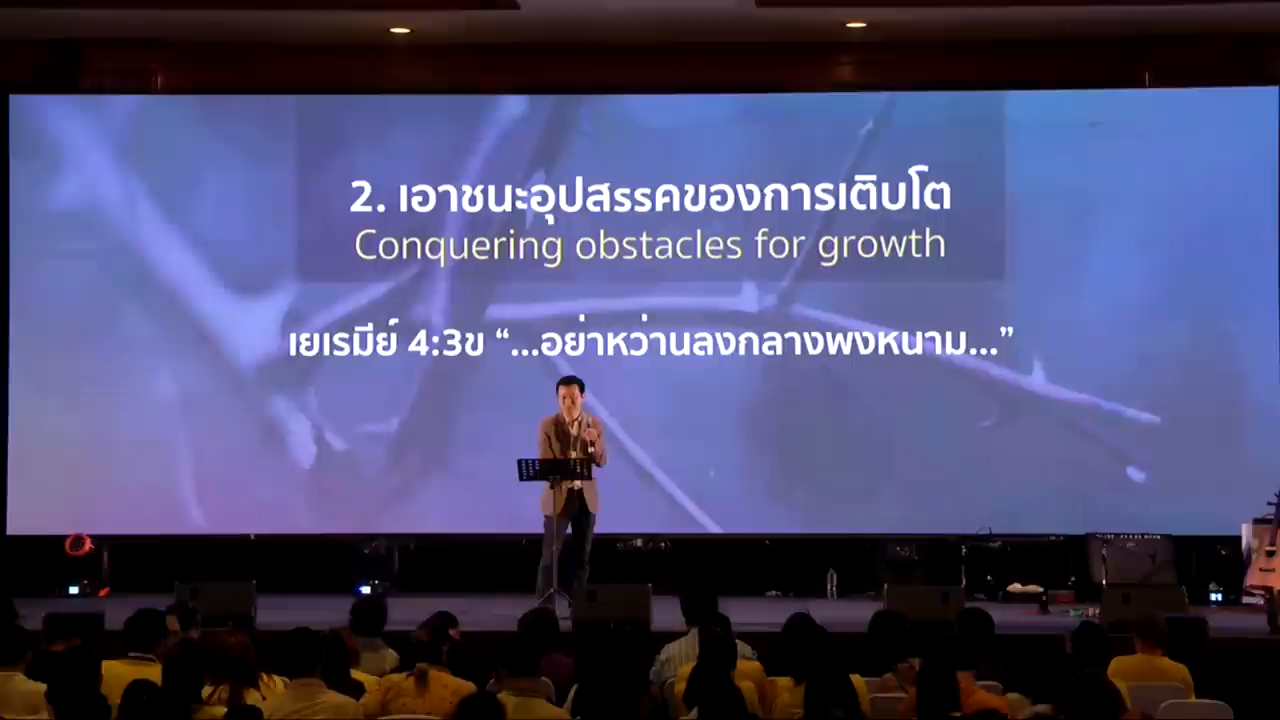 2. เอาชนะอุปสรรคของการเติบโต
Conquering obstacles for growth
เยเรมีย์ 4:3ข “...อย่าหว่านลงกลางพงหนาม...”